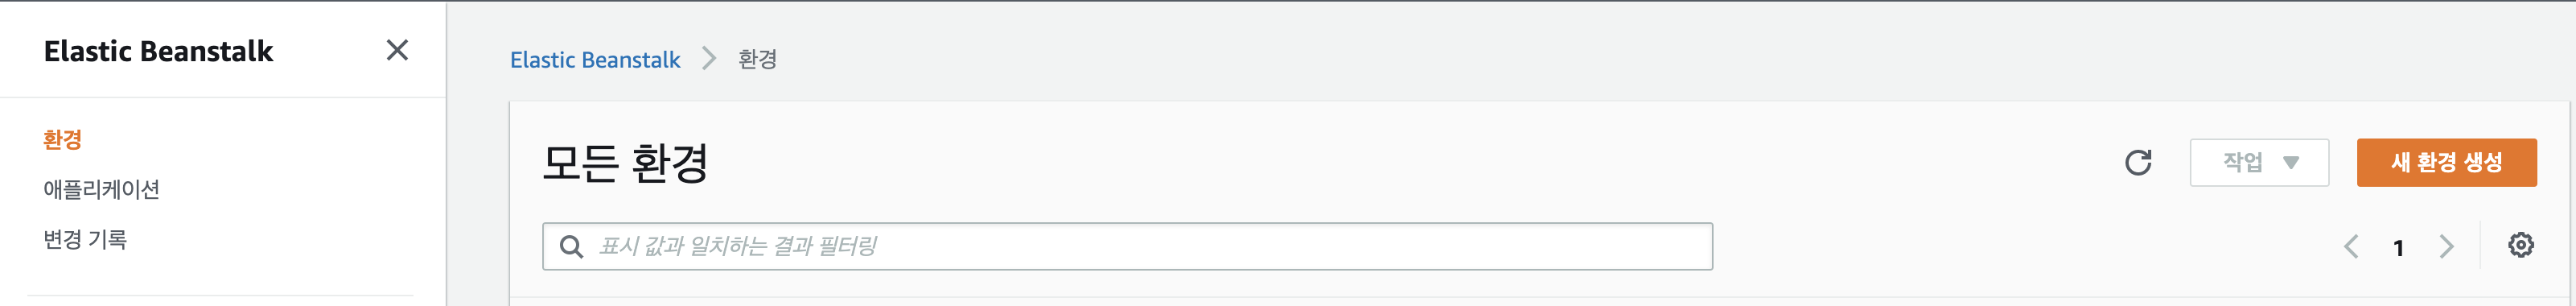 Elastic Beanstalk
환경
애플리케이션
변경 기록
Elastic Beanstalk 환경
모든 환경
작업
새 환경 생성
표시 값과 일치하는 결과 필터링
1